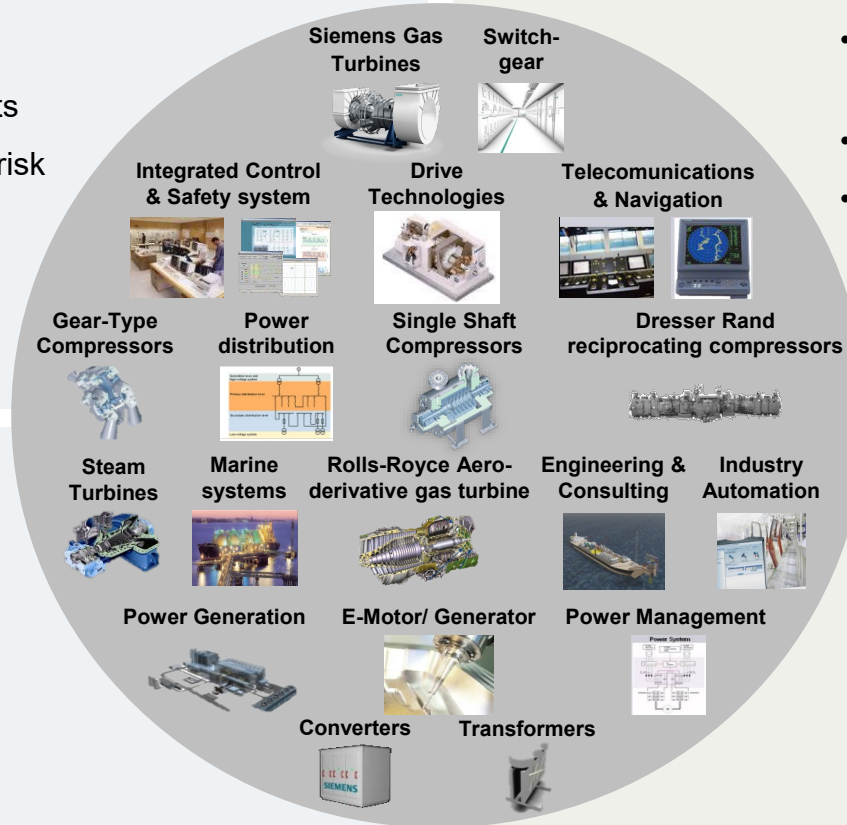 Siemens Gas
Turbines
Switch-
gear
ts
risk
Integrated Control
& Safety system
Drive
Technologies
Telecomunications
& Navigation
Gear-Type
Compressors
Power
distribution
Single Shaft
Compressors
Dresser Rand
reciprocating compressors
Steam
Turbines
Marine
systems
Rolls-Royce Aero-
derivative gas turbine
Engineering &
Consulting
Industry
Automation
Power Generation
E-Motor/ Generator
Power Management
Power System
Converters
Transformers
SIEMENS